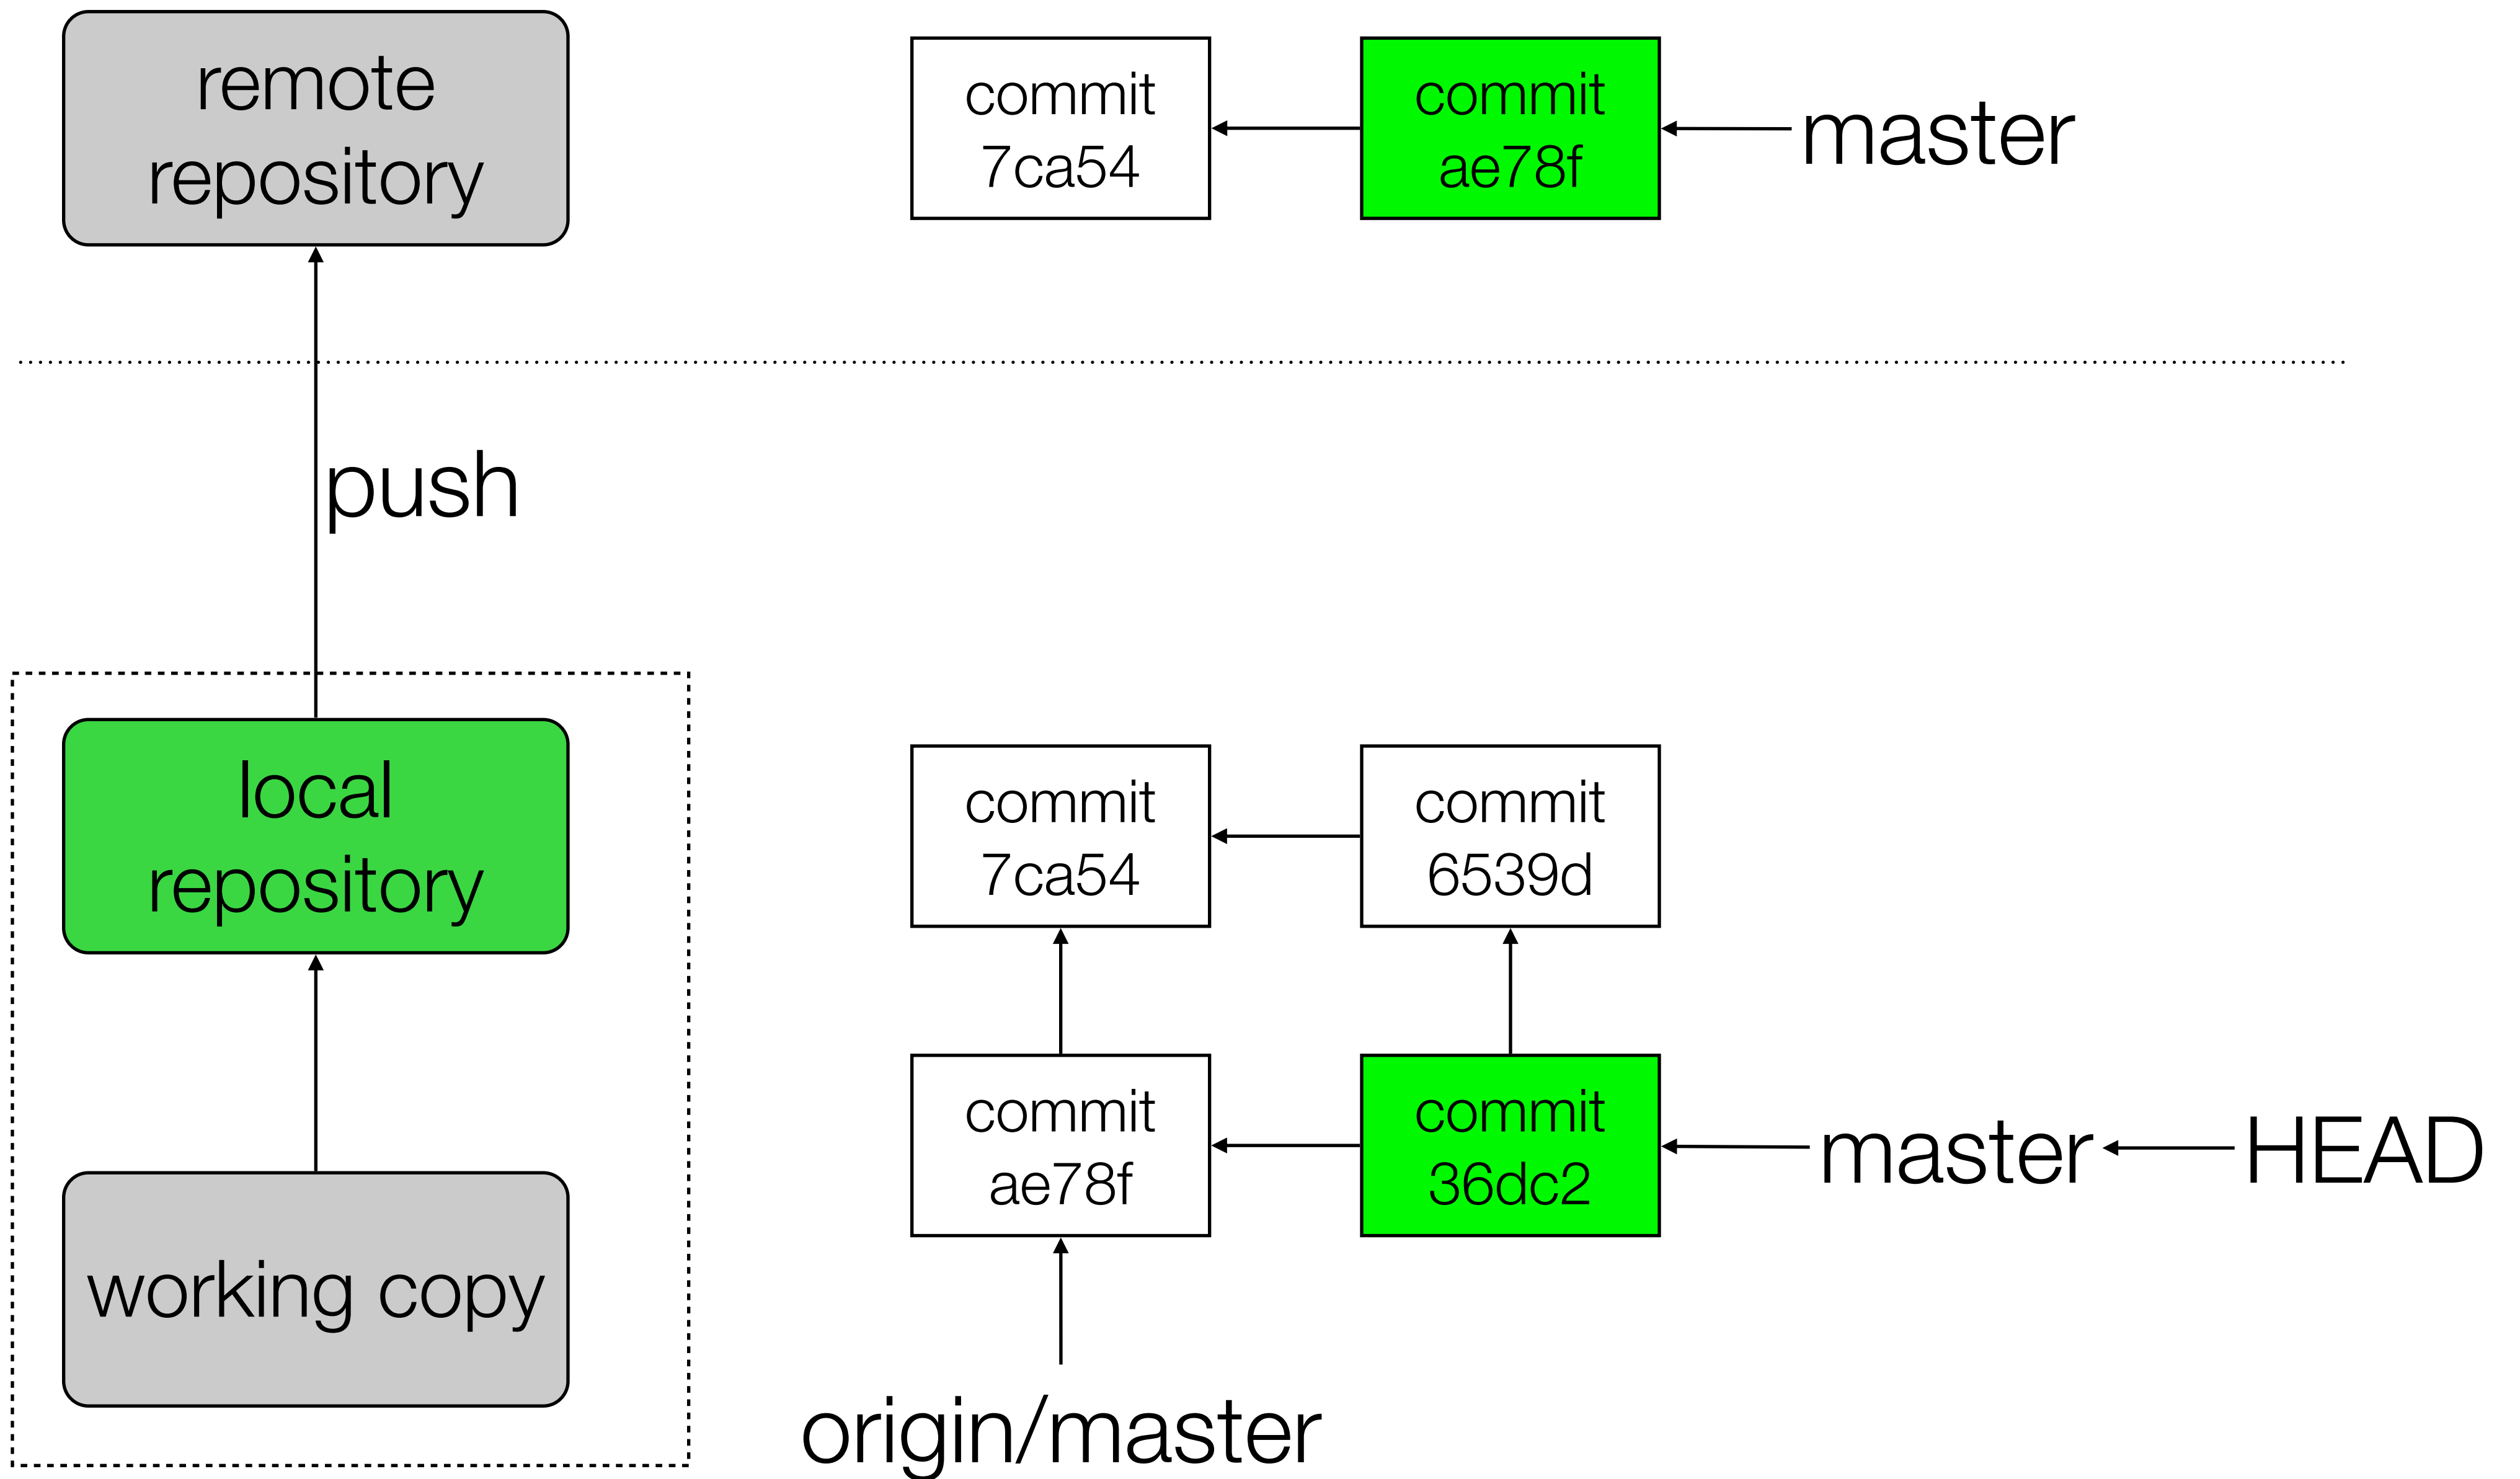 remote
repository
commit
7ca54
commit
ae78f
master
push
local
repository
commit
7ca54
commit
6539d
working copy
commit
ae78f
commit
36dc2
master
HEAD
origin/master